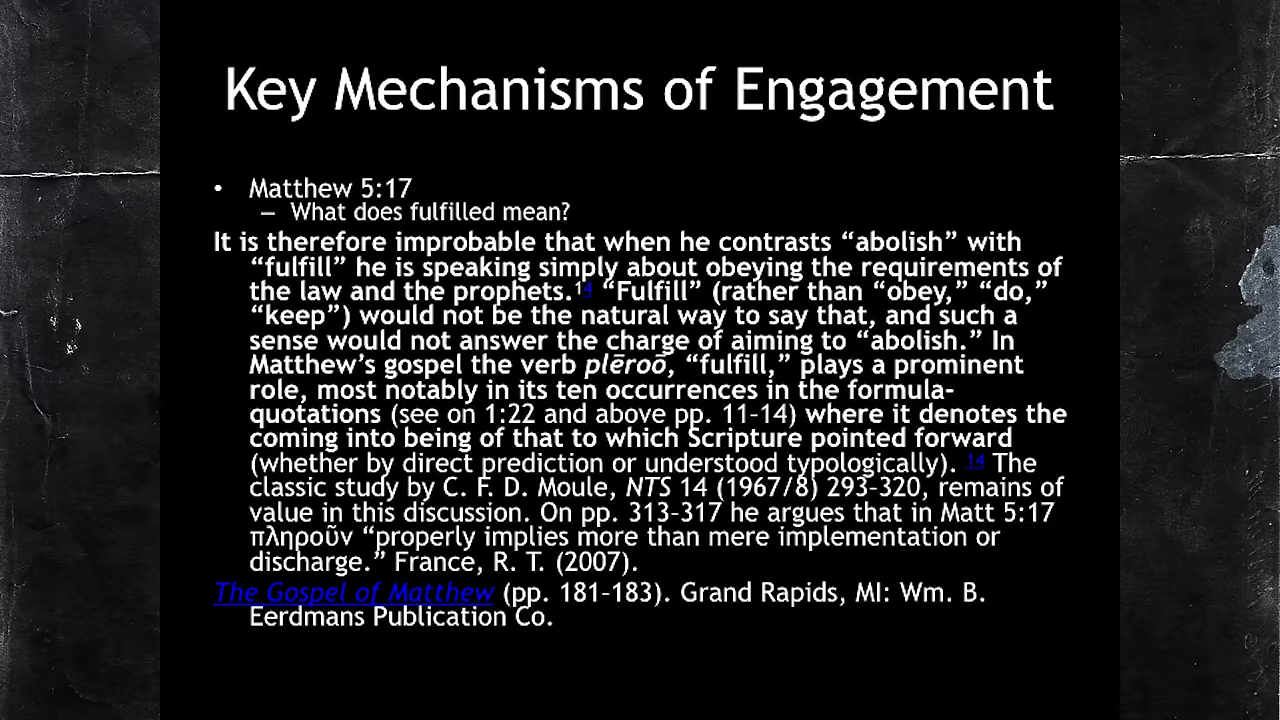 Key Mechanisms of Engagement
• Matthew 5:17
– What does fulfilled mean?
It is therefore improbable that when he contrasts “abolish” with
“fulfill” he is speaking simply about obeying the requirements of
the law and the prophets.14 “Fulfill” (rather than “obey,” “do,”
“keep”) would not be the natural way to say that, and such a
sense would not answer the charge of aiming to “abolish.” In
Matthew’s gospel the verb plēroō, “fulfill,” plays a prominent
role, most notably in its ten occurrences in the formula-
quotations (see on 1:22 and above pp. 11–14) where it denotes the
coming into being of that to which Scripture pointed forward
(whether by direct prediction or understood typologically). 14 The
classic study by C. F. D. Moule, NTS 14 (1967/8) 293–320, remains of
value in this discussion. On pp. 313–317 he argues that in Matt 5:17
πληροῦν “properly implies more than mere implementation or
discharge.” France, R. T. (2007).
The Gospel of Matthew (pp. 181–183). Grand Rapids, MI: Wm. B.
Eerdmans Publication Co.